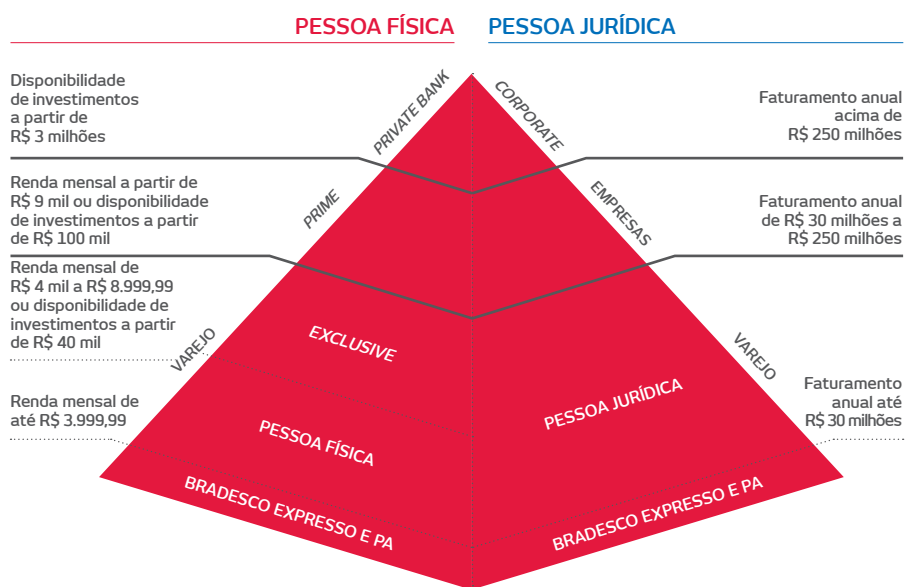 PESSOA FÍSICA
PESSOA JURÍDICA
Disponibilidade
de investimentos
a partir de
R$ 3 milhões
PRIVATE BANK
CORPORATE
Faturamento anual
acima de
R$ 250 milhões
Renda mensal a partir de
R$ 9 mil ou disponibilidade
de investimentos a partir
de R$ 100 mil
PRIME
EMPRESAS
Faturamento anual
de R$ 30 milhões a
R$ 250 milhões
Renda mensal de
R$ 4 mil a R$ 8.999,99
ou disponibilidade de
investimentos a partir
de R$ 40 mil
VAREJO
EXCLUSIVE
VAREJO
Renda mensal de
até R$ 3.999,99
PESSOA FÍSICA
PESSOA JURÍDICA
Faturamento
anual até
R$ 30 milhões
BRADESCO EXPRESSO E PA
BRADESCO EXPRESSO E PA